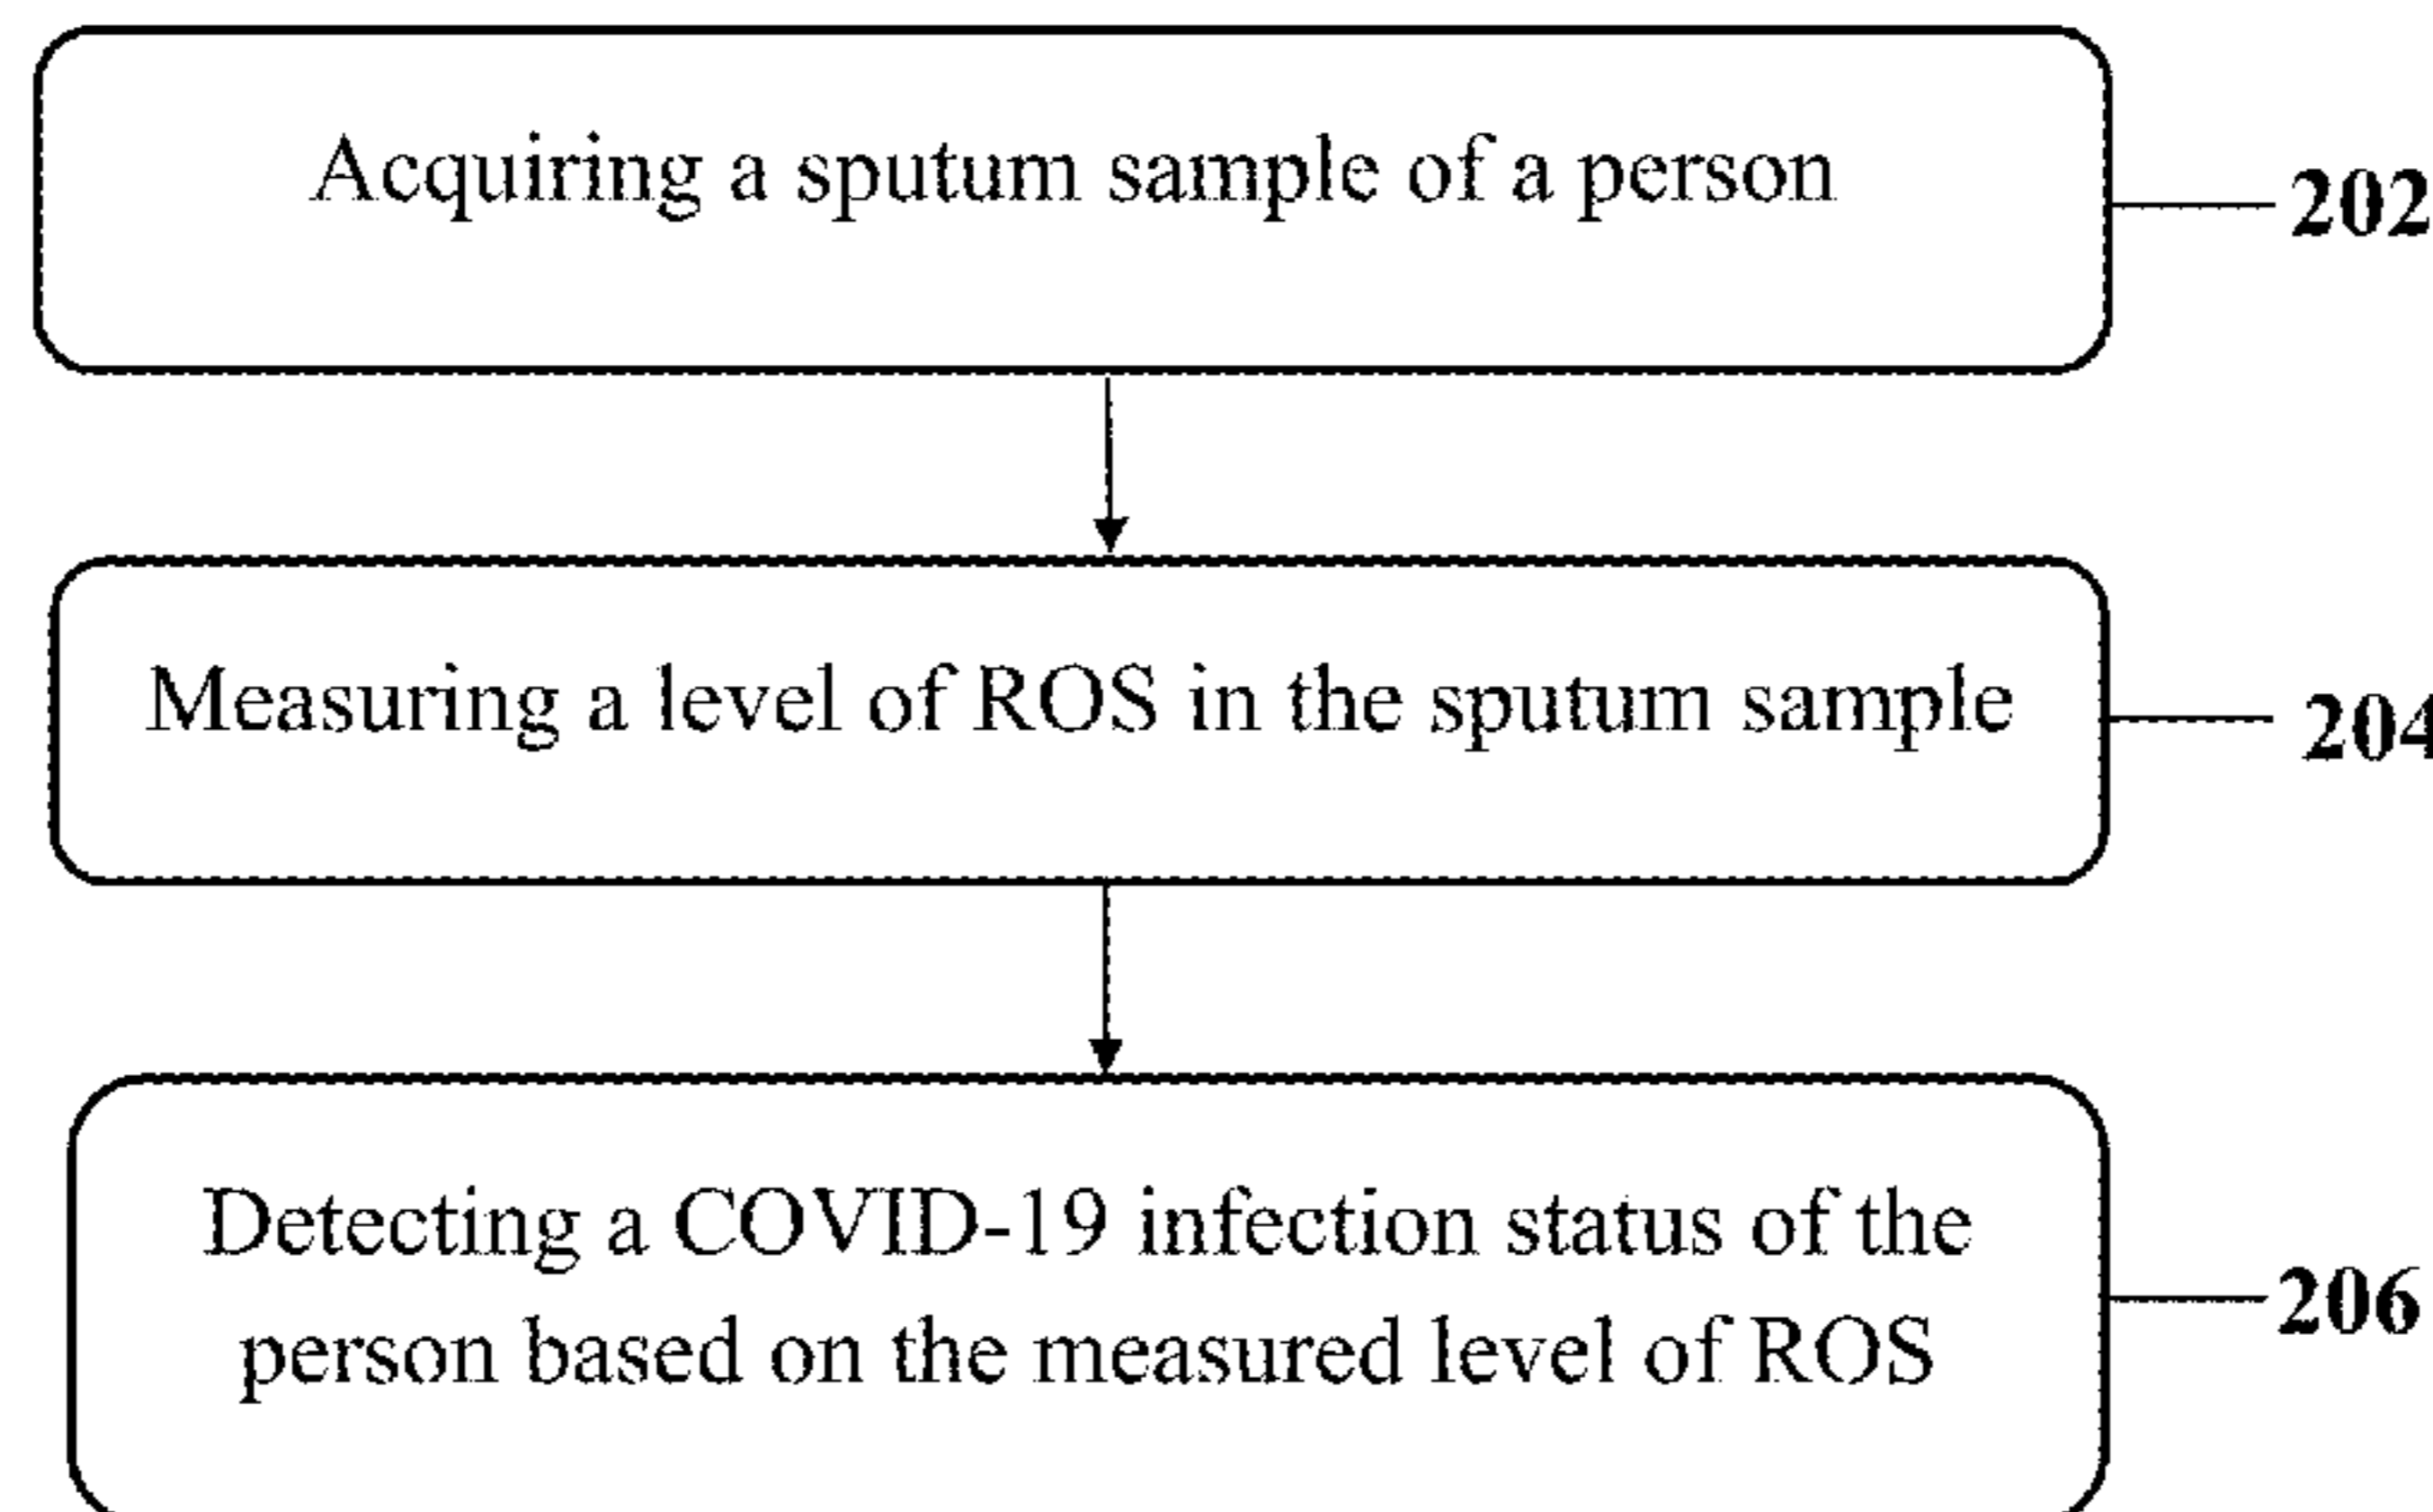 Acquiring a sputum sample of a person
202
Measuring a level of ROS in the sputum sample
204
Detecting a COVID-19 infection status of the
person based on the measured level of ROS
206